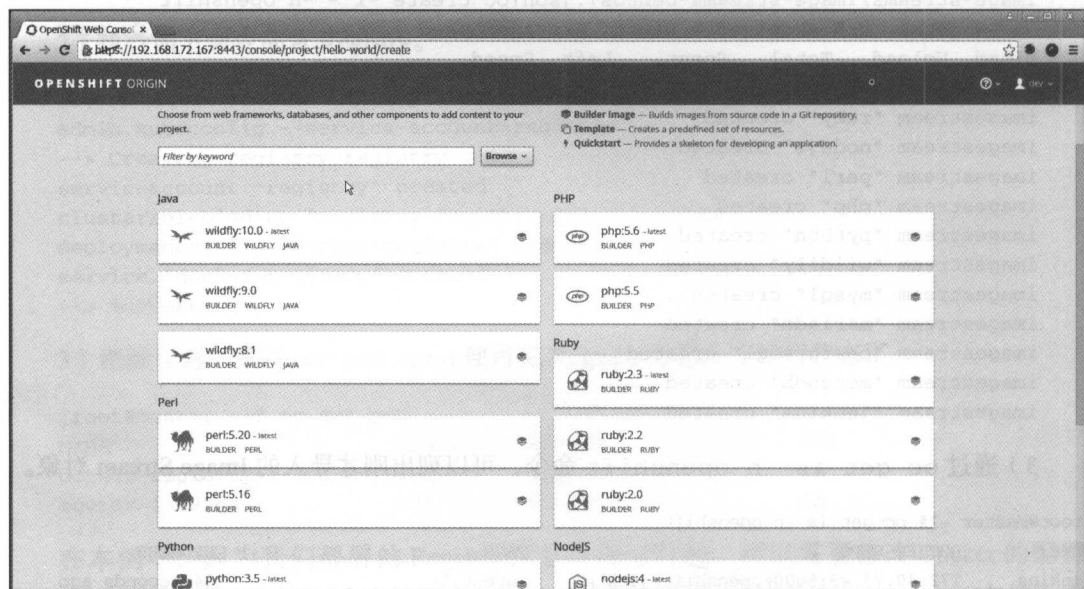 OpenShift Web Consol
https://192.168.172.167:8443/console/project/hello-world/create
OPENSHIFT ORIGIN
dev
Choose from web frameworks, databases, and other components to add content to your
project.
Builder Image — Builds images from source code in a Git repository.
Template — Creates a predefined set of resources.
Quickstart — Provides a skeleton for developing an application.
Filter by keyword
Browse
Java
wildfly:10.0 - latest
BUILDER WILDFLY JAVA
wildfly:9.0
BUILDER WILDFLY JAVA
wildfly:8.1
BUILDER WILDFLY JAVA
Perl
perl:5.20 - latest
BUILDER PERL
perl:5.16
BUILDER PERL
Python
python:3.5 - latest
PHP
php
php:5.6 - latest
BUILDER PHP
php
php:5.5
BUILDER PHP
Ruby
ruby:2.3 - latest
BUILDER RUBY
ruby:2.2
BUILDER RUBY
ruby:2.0
BUILDER RUBY
NodeJS
nodejs:4 - latest